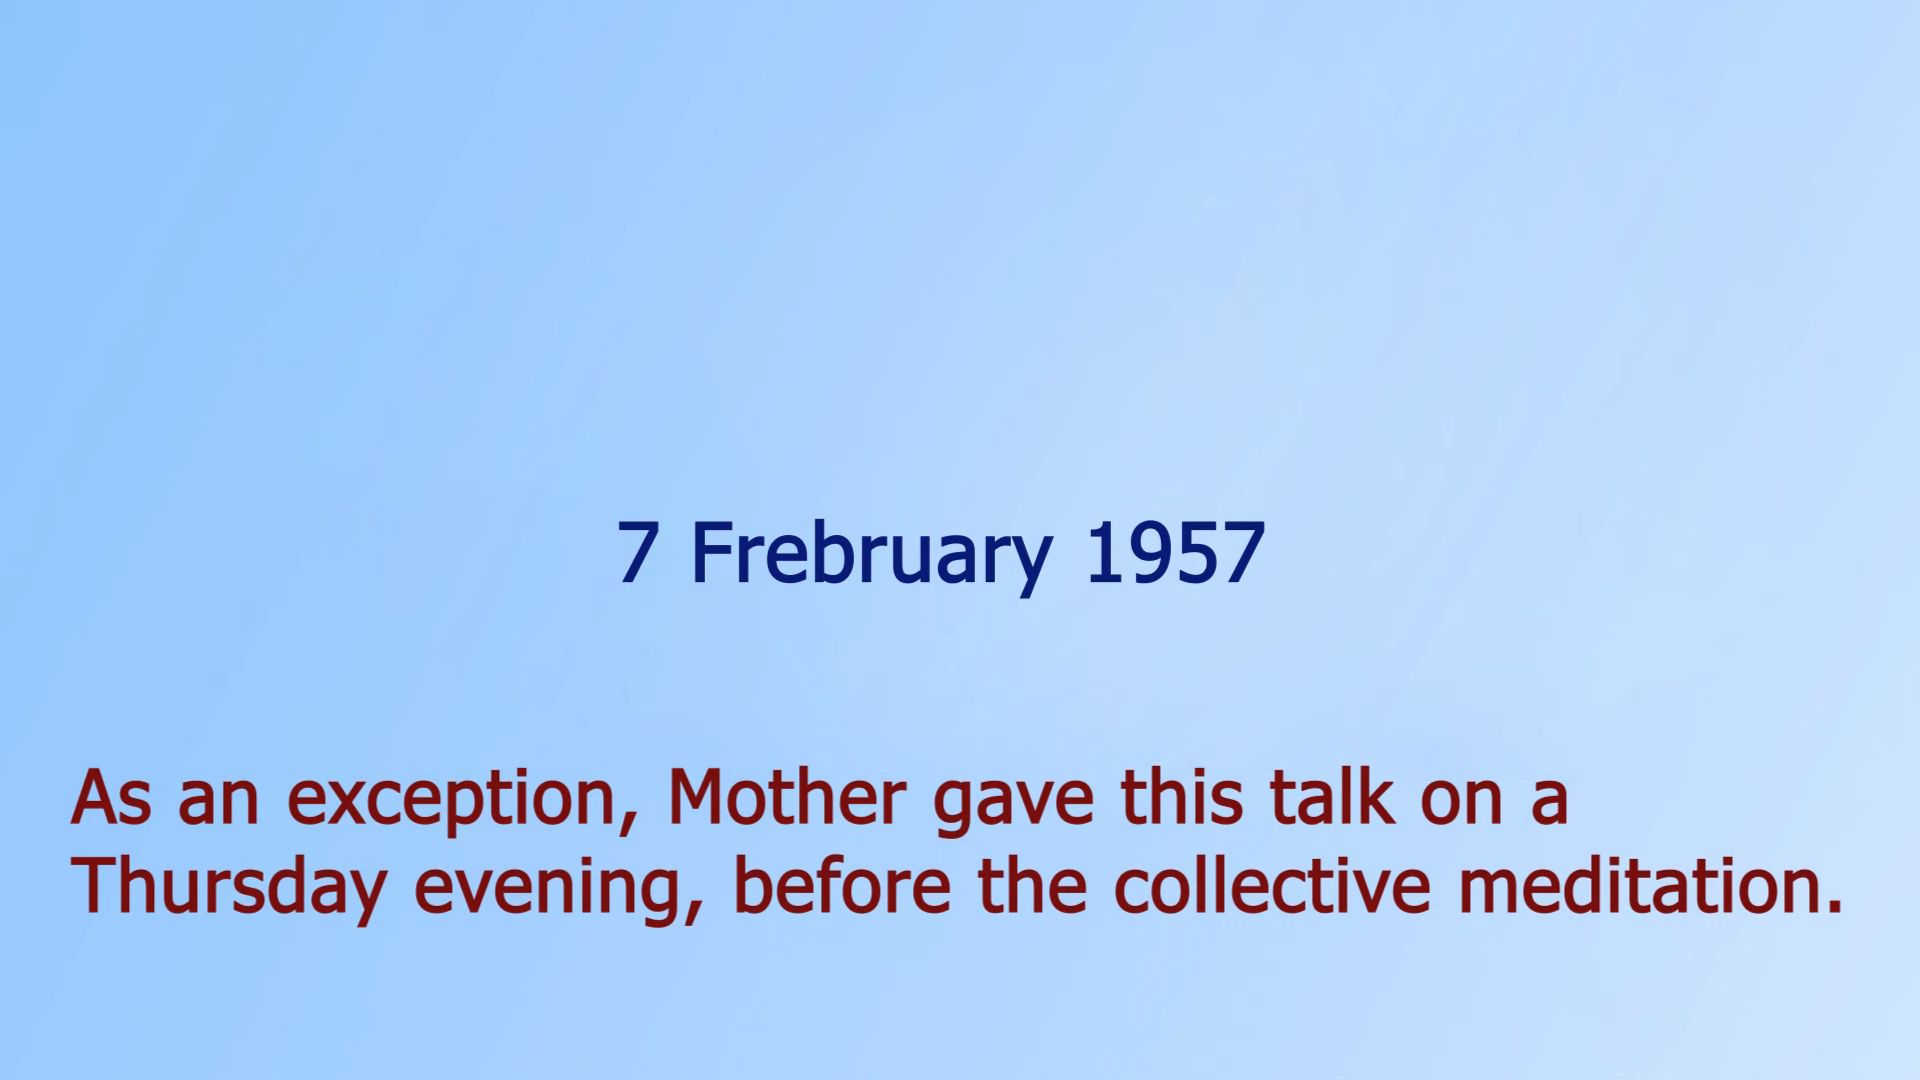 7 Frebruary 1957
As an exception, Mother gave this talk on a
Thursday evening, before the collective meditation.